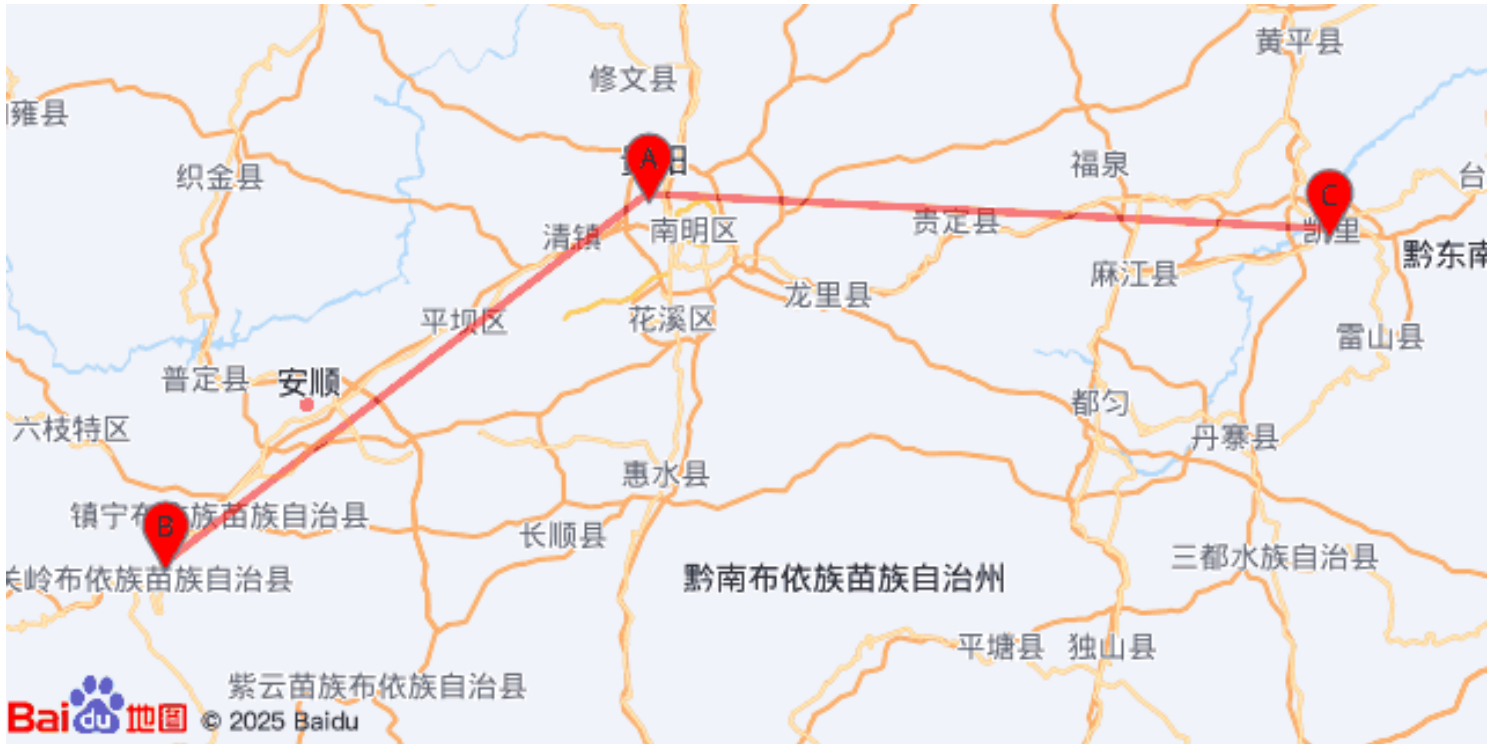 黄平县
修文县
雍县
A
阳
福泉
织金县
台
C
凯里
贵定县
南明区
清镇
黔东南
麻江县
龙里县
花溪区
平坝区
雷山县
普定县
安顺
都匀
六枝特区
丹寨县
惠水县
镇宁布依族苗族自治县
B
长顺县
三都水族自治县
关岭布依族苗族自治县
黔南布依族苗族自治州
平塘县
独山县
紫云苗族布依族自治县
Bai du 地图 © 2025 Baidu